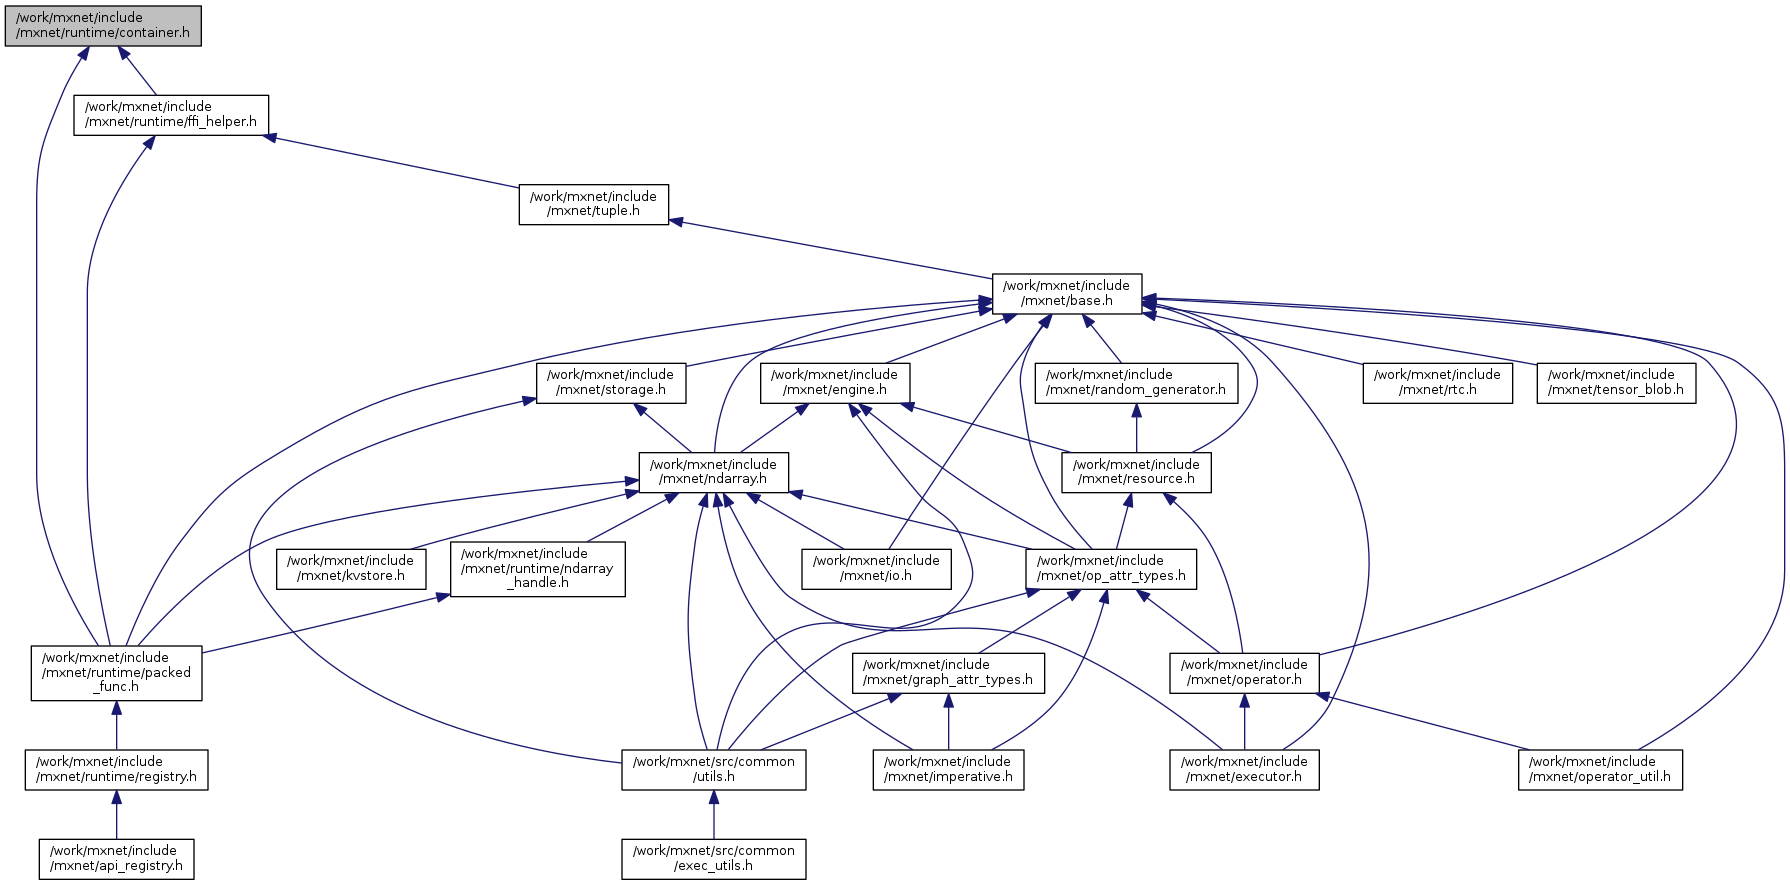 /work/mxnet/include
/mxnet/runtime/container.h
/work/mxnet/include
/mxnet/runtime/ffi_helper.h
/work/mxnet/include
/mxnet/tuple.h
/work/mxnet/include
/mxnet/base.h
/work/mxnet/include
/mxnet/storage.h
/work/mxnet/include
/mxnet/engine.h
/work/mxnet/include
/mxnet/random_generator.h
/work/mxnet/include
/mxnet/rtc.h
/work/mxnet/include
/mxnet/tensor_blob.h
/work/mxnet/include
/mxnet/ndarray.h
/work/mxnet/include
/mxnet/resource.h
/work/mxnet/include
/mxnet/kvstore.h
/work/mxnet/include
/mxnet/runtime/ndarray
_handle.h
/work/mxnet/include
/mxnet/io.h
/work/mxnet/include
/mxnet/op_attr_types.h
/work/mxnet/include
/mxnet/runtime/packed
_func.h
/work/mxnet/include
/mxnet/graph_attr_types.h
/work/mxnet/include
/mxnet/operator.h
/work/mxnet/include
/mxnet/runtime/registry.h
/work/mxnet/src/common
/utils.h
/work/mxnet/include
/mxnet/imperative.h
/work/mxnet/include
/mxnet/executor.h
/work/mxnet/include
/mxnet/operator_util.h
/work/mxnet/include
/mxnet/api_registry.h
/work/mxnet/src/common
/exec_utils.h